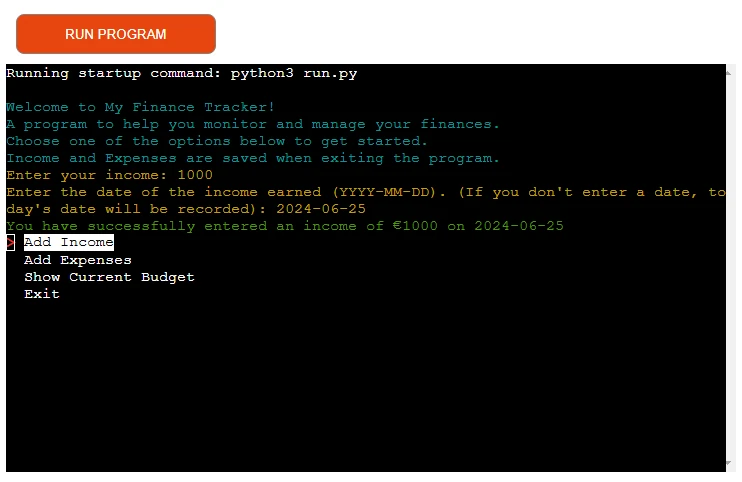 RUN PROGRAM
Running startup command: python3 run.py
Welcome to My Finance Tracker!
A program to help you monitor and manage your finances.
Choose one of the options below to get started.
Income and Expenses are saved when exiting the program.
Enter your income: 1000
Enter the date of the income earned (YYYY-MM-DD). (If you don't enter a date, to
day's date will be recorded): 2024-06-25
You have successfully entered an income of €1000 on 2024-06-25
> Add Income
Add Expenses
Show Current Budget
Exit